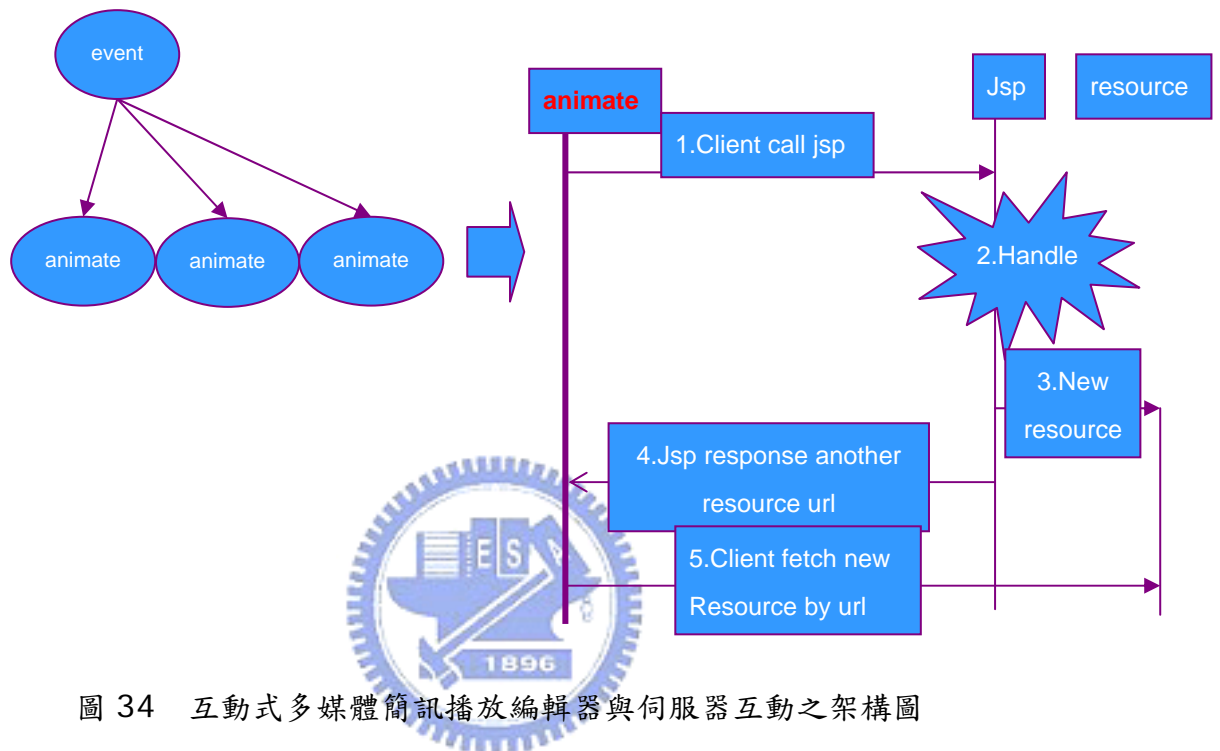 event
animate
animate
animate
animate
Jsp
resource
1.Client call jsp
2.Handle
3.New
resource
4.Jsp response another
resource url
5.Client fetch new
Resource by url
E S A
1896
圖 34 互動式多媒體簡訊播放編輯器與伺服器互動之架構圖